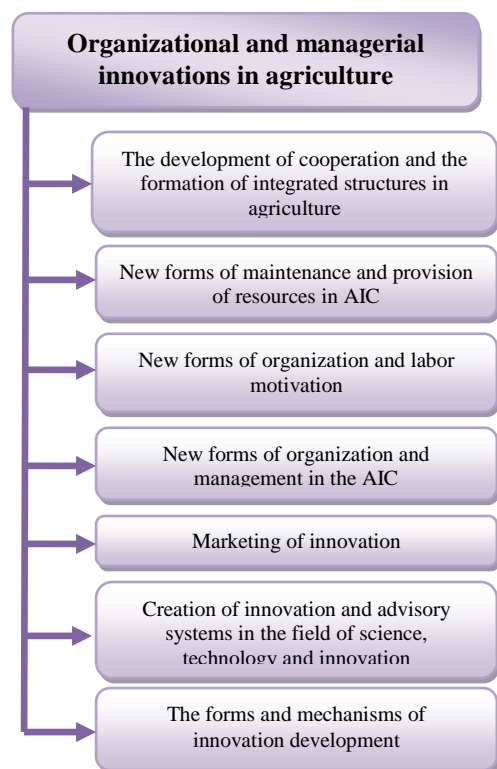 Organizational and managerial
innovations in agriculture
The development of cooperation and the
formation of integrated structures in
agriculture
New forms of maintenance and provision
of resources in AIC
New forms of organization and labor
motivation
New forms of organization and
management in the AIC
Marketing of innovation
Creation of innovation and advisory
systems in the field of science,
technology and innovation
The forms and mechanisms of
innovation development